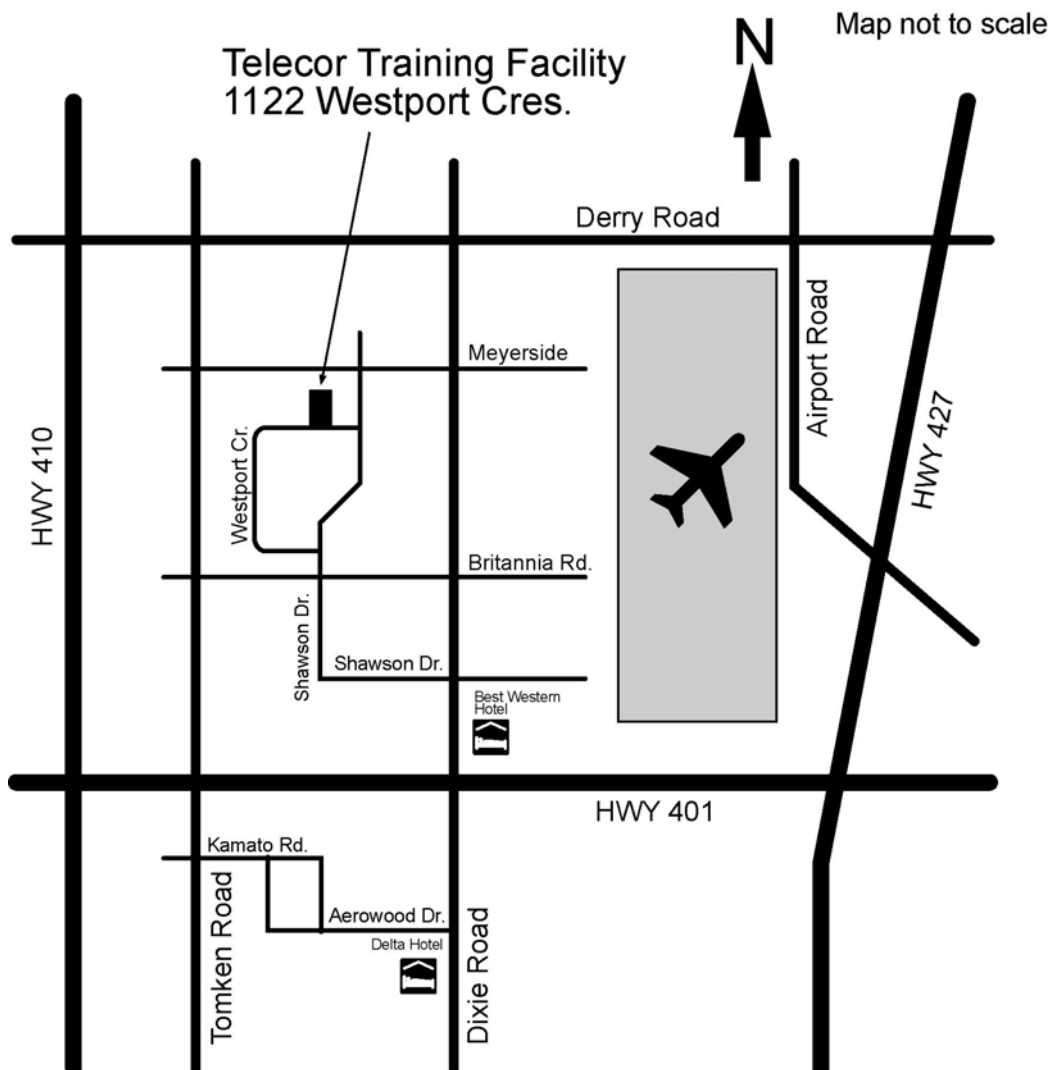 Map not to scale
N
Telecor Training Facility
1122 Westport Cres.
Derry Road
Airport Road
Meyerside
HWY 427
HWY 410
Westport Cr.
Britannia Rd.
Shawson Dr.
Shawson Dr.
Best Western
Hotel
HWY 401
Kamato Rd.
Tomken Road
Aerowood Dr.
Dixie Road
Delta Hotel